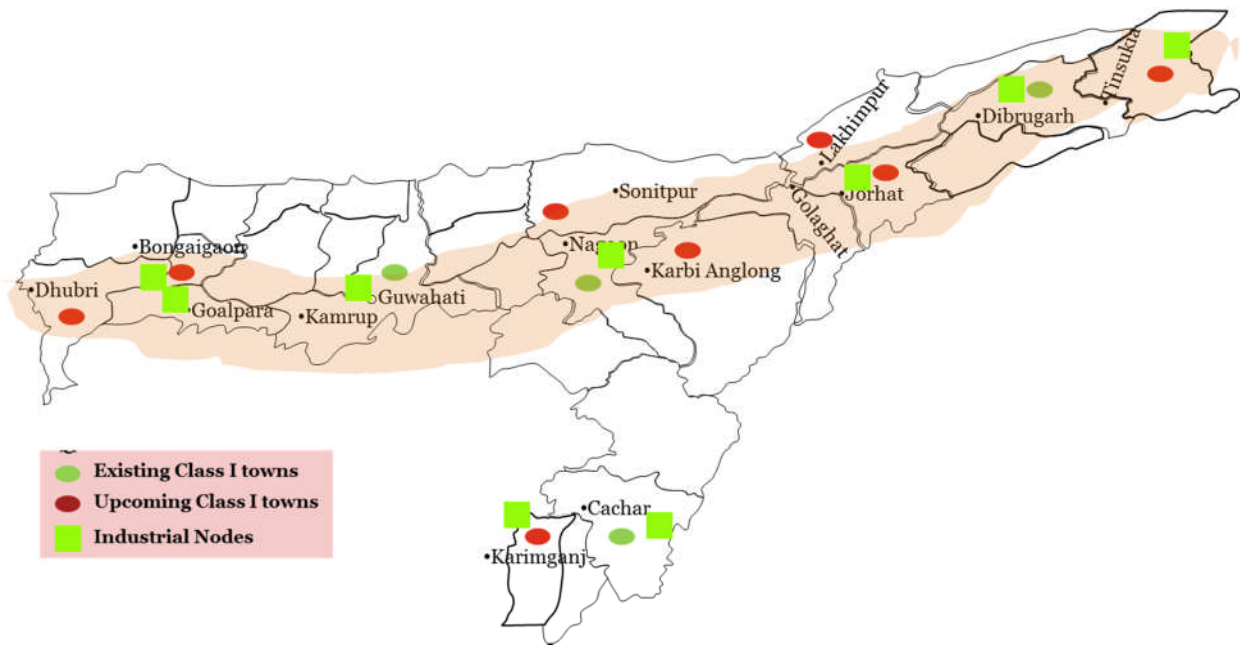 Tinsukia
•Dibrugarh
•Lakhimpur
•Sonitpur
•Jorhat
•Golaghat
•Bongaigaon
•Nagaon
•Karbi Anglong
•Dhubri
•Goalpara
Guwahati
•Kamrup
Existing Class I towns
Upcoming Class I towns
Industrial Nodes
•Cachar
•Karimganj